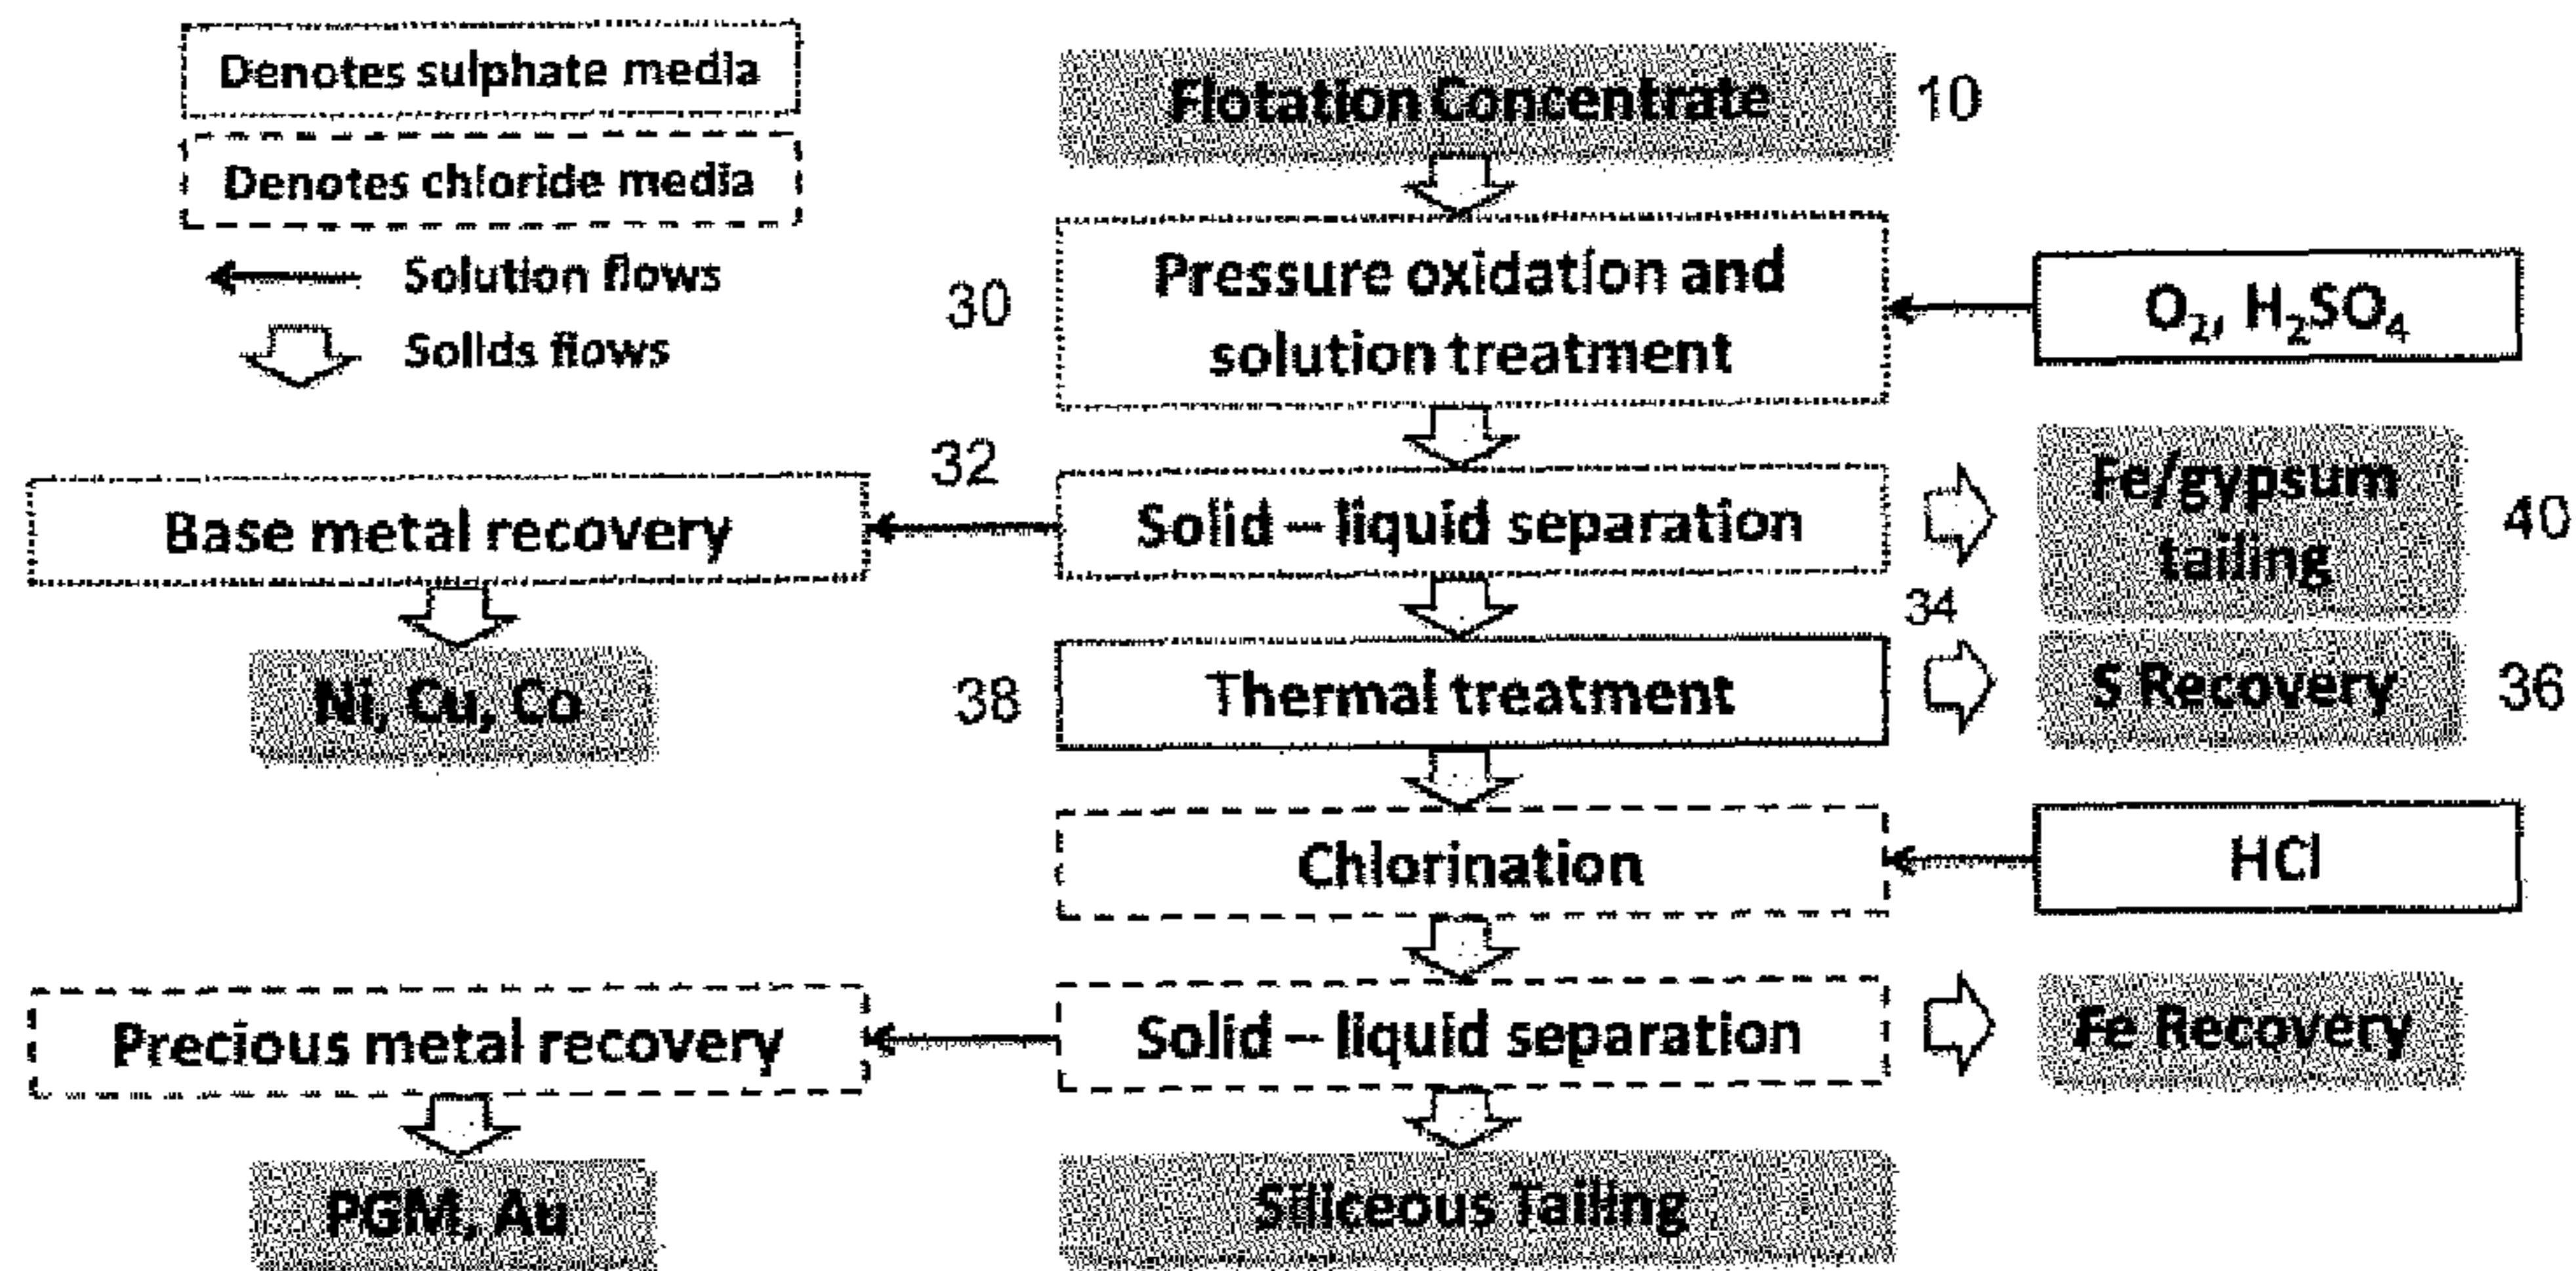 Denotes sulphate media
Denotes chloride media
Solution flows
Solids flows
Flotation Concentrate
10
30
Pressure oxidation and
solution treatment
O₂, H₂SO₄
32
Base metal recovery
Solid – liquid separation
Fe/gypsum
tailing
40
Ni, Cu, Co
34
38
Thermal treatment
S Recovery
36
Chlorination
HCl
Precious metal recovery
Solid – liquid separation
Fe Recovery
PGM, Au
Siliceous Tailing